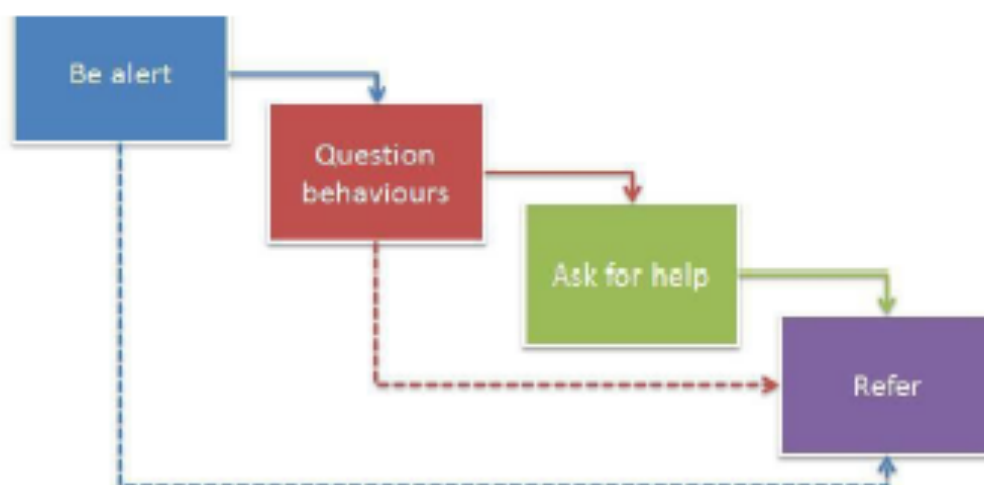 Be alert
Question
behaviours
Ask for help
Refer